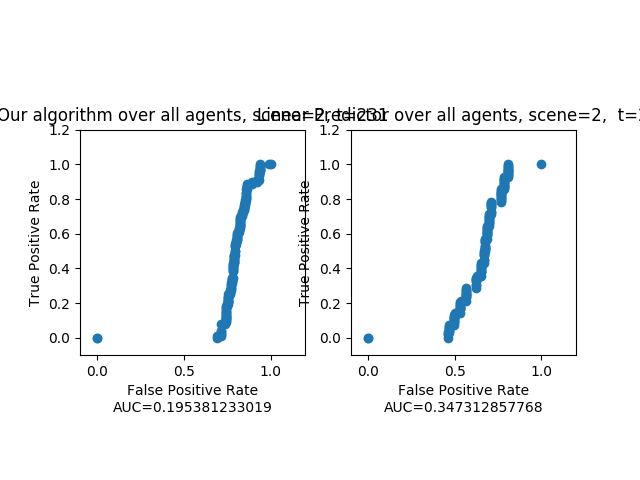 Our algorithm over all agents, scene=2, t=231
Linear Predictor over all agents, scene=2, t=
1.2
1.0
0.8
0.6
0.4
0.2
0.0
True Positive Rate
0.0 0.5 1.0
False Positive Rate
AUC=0.195381233019
1.2
1.0
0.8
0.6
0.4
0.2
0.0
True Positive Rate
0.0 0.5 1.0
False Positive Rate
AUC=0.347312857768